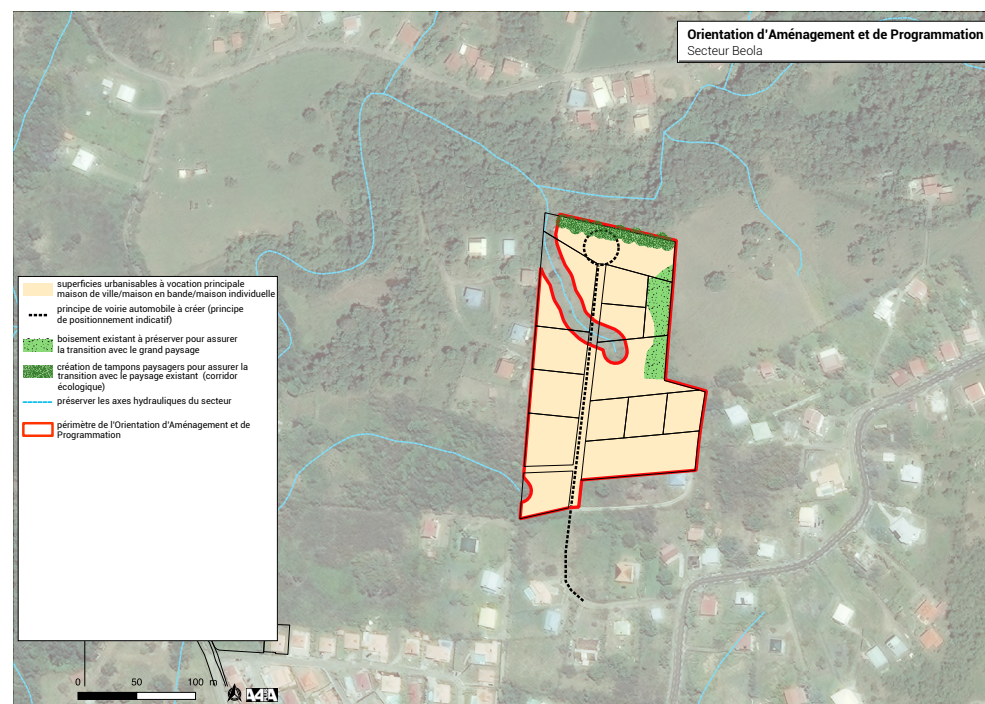 Orientation d'Aménagement et de Programmation
Secteur Beola
superficies urbanisables à vocation principale
maison de ville/maison en bande/maison individuelle
principe de voirie automobile à créer (principe
de positionnement indicatif)
boisement existant à préserver pour assurer
la transition avec le grand paysage
création de tampons paysagers pour assurer la
transition avec le paysage existant (corridor
écologique)
préserver les axes hydrauliques du secteur
périmètre de l'Orientation d'Aménagement et de
Programmation
0 50 100 m